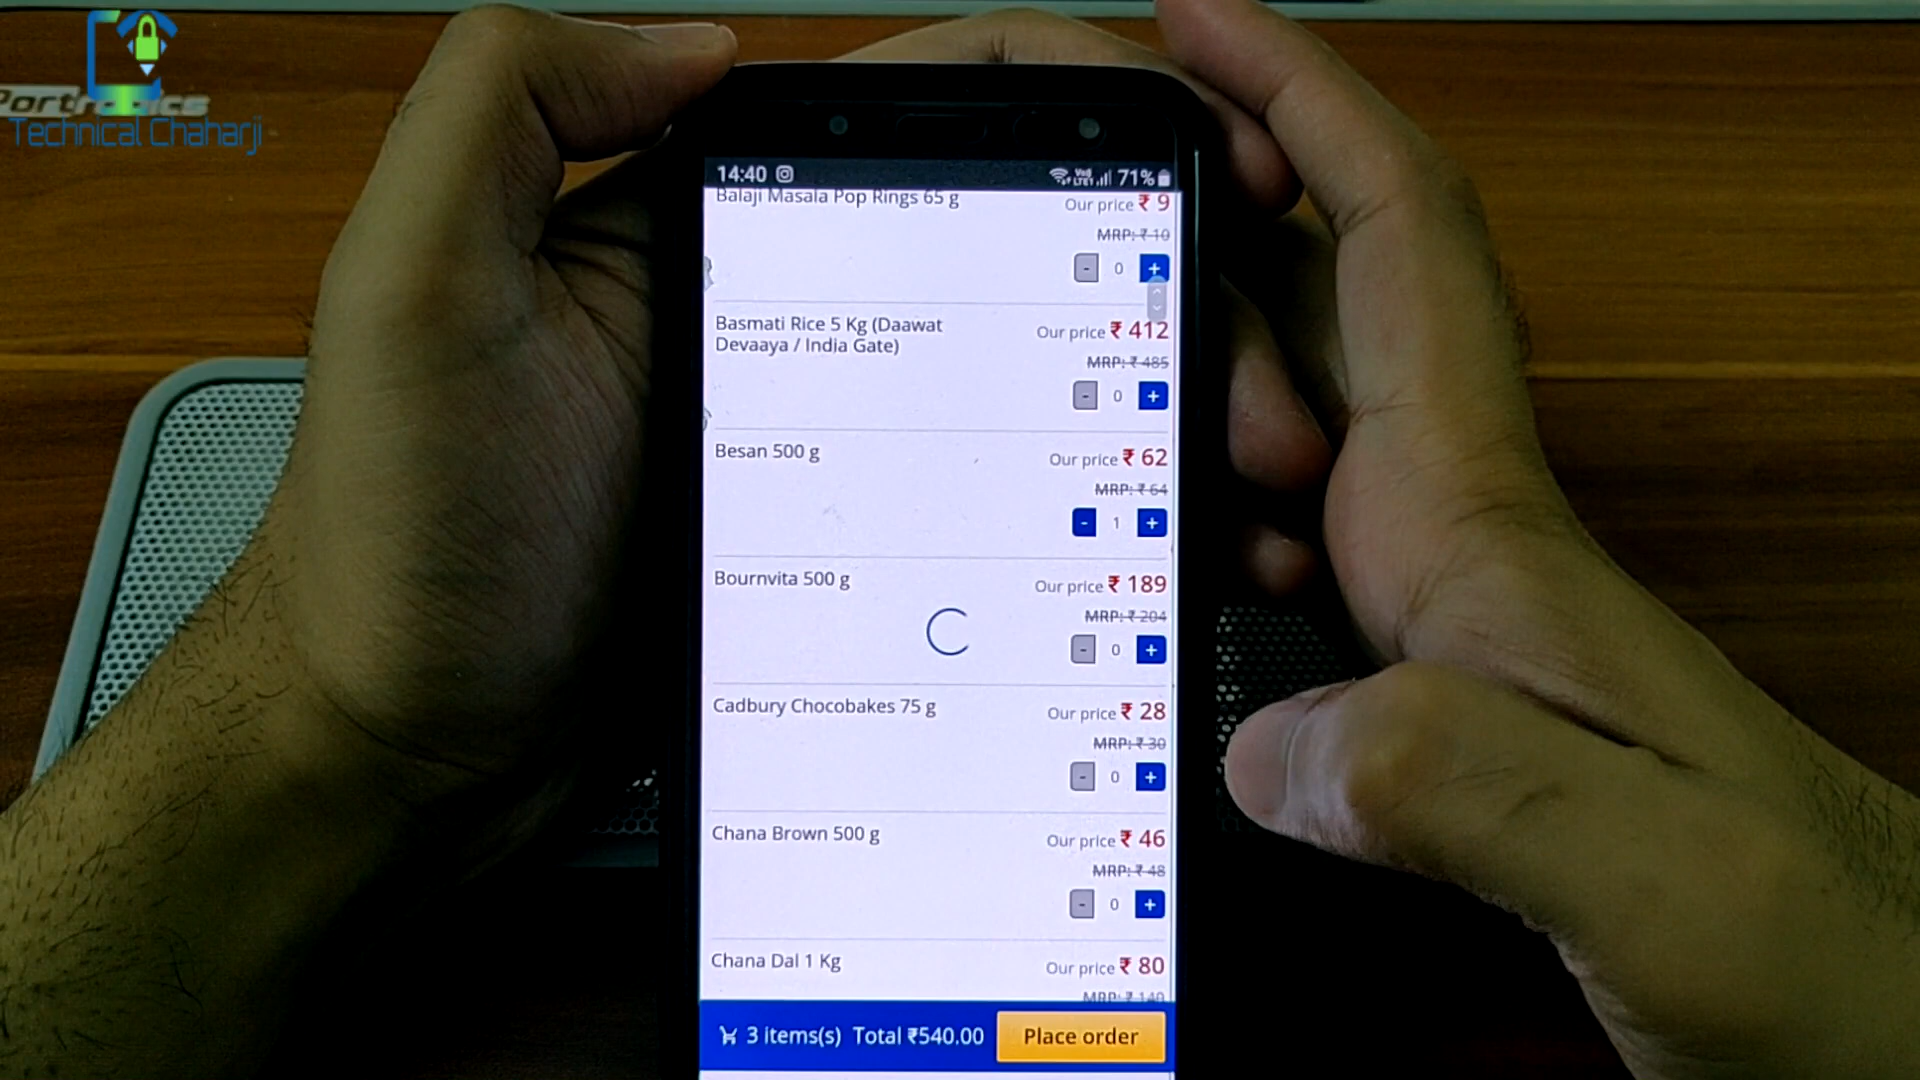 Technical Chaharji
14:40
71%
Balaji Masala Pop Rings 65 g
Our price ₹ 9
MRP: ₹ 10
- 0 +
Basmati Rice 5 Kg (Daawat
Devaaya / India Gate)
Our price ₹ 412
MRP: ₹ 485
- 0 +
Besan 500 g
Our price ₹ 62
MRP: ₹ 64
- 1 +
Bournvita 500 g
Our price ₹ 189
MRP: ₹ 204
- 0 +
Cadbury Chocobakes 75 g
Our price ₹ 28
MRP: ₹ 30
- 0 +
Chana Brown 500 g
Our price ₹ 46
MRP: ₹ 48
- 0 +
Chana Dal 1 Kg
Our price ₹ 80
MRP: ₹ 140
3 items(s) Total ₹540.00
Place order